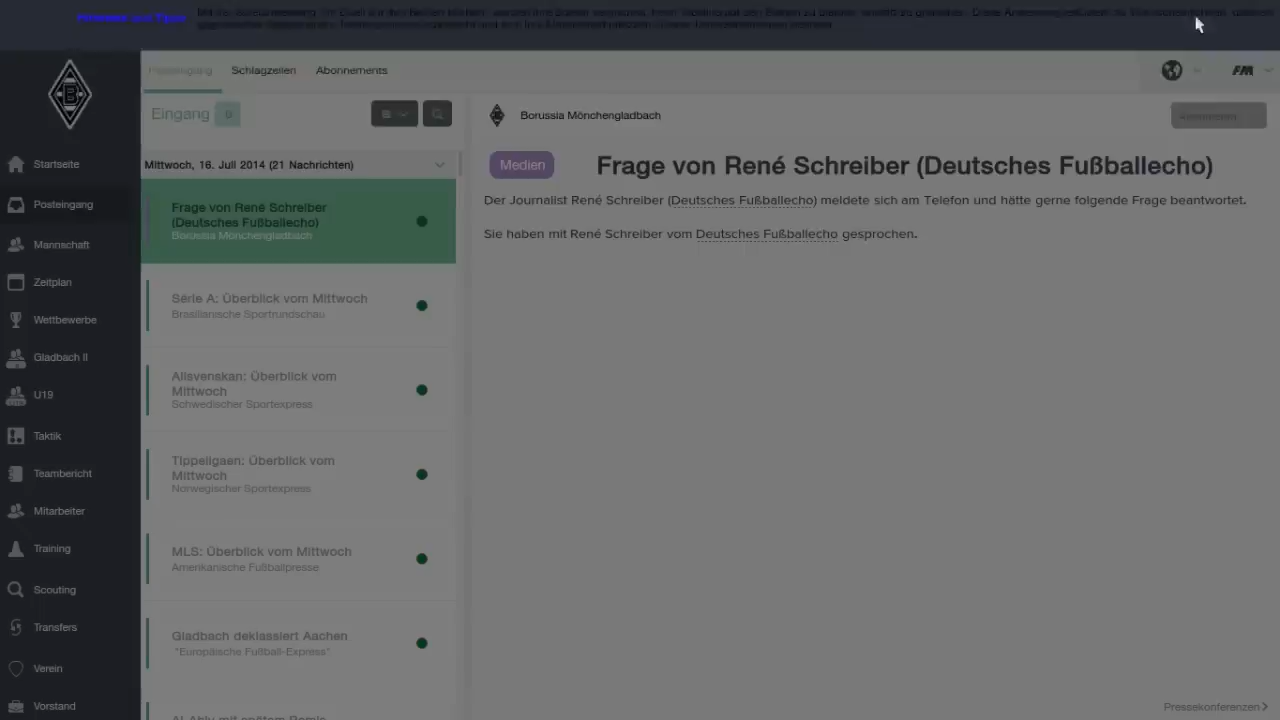 Hinweise und Tipps
Posteingang
Schlagzeilen
Abonnements
FM
Eingang
0
Borussia Mönchengladbach
Startseite
Posteingang
Mannschaft
Zeitplan
Wettbewerbe
Gladbach II
U19
Taktik
Teambericht
Mitarbeiter
Training
Scouting
Transfers
Verein
Vorstand
Mittwoch, 16. Juli 2014 (21 Nachrichten)
Frage von René Schreiber
(Deutsches Fußballecho)
Borussia Mönchengladbach
Série A: Überblick vom Mittwoch
Brasilianische Sportrundschau
Allsvenskan: Überblick vom
Mittwoch
Schwedischer Sportexpress
Tippeligaen: Überblick vom
Mittwoch
Norwegischer Sportexpress
MLS: Überblick vom Mittwoch
Amerikanische Fußballpresse
Gladbach deklassiert Aachen
"Europäische Fußball-Express"
Medien
Frage von René Schreiber (Deutsches Fußballecho)
Der Journalist René Schreiber (Deutsches Fußballecho) meldete sich am Telefon und hätte gerne folgende Frage beantwortet.
Sie haben mit René Schreiber vom Deutsches Fußballecho gesprochen.
Pressekonferenzen